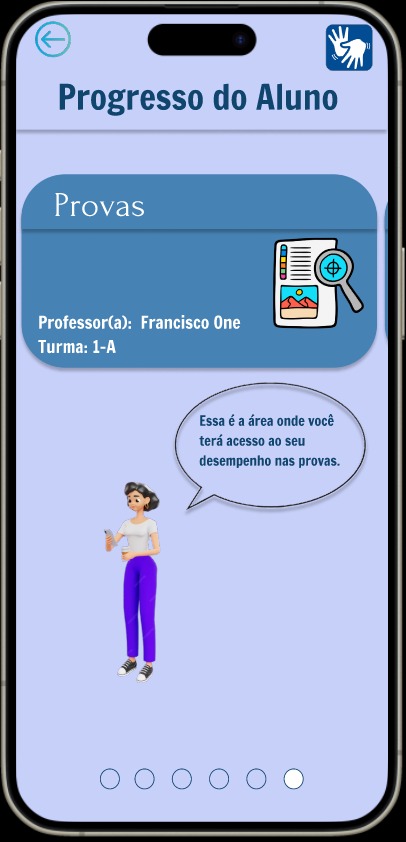 Progresso do Aluno
Provas
Professor(a): Francisco One
Turma: 1-A
Essa é a área onde você
terá acesso ao seu
desempenho nas provas.